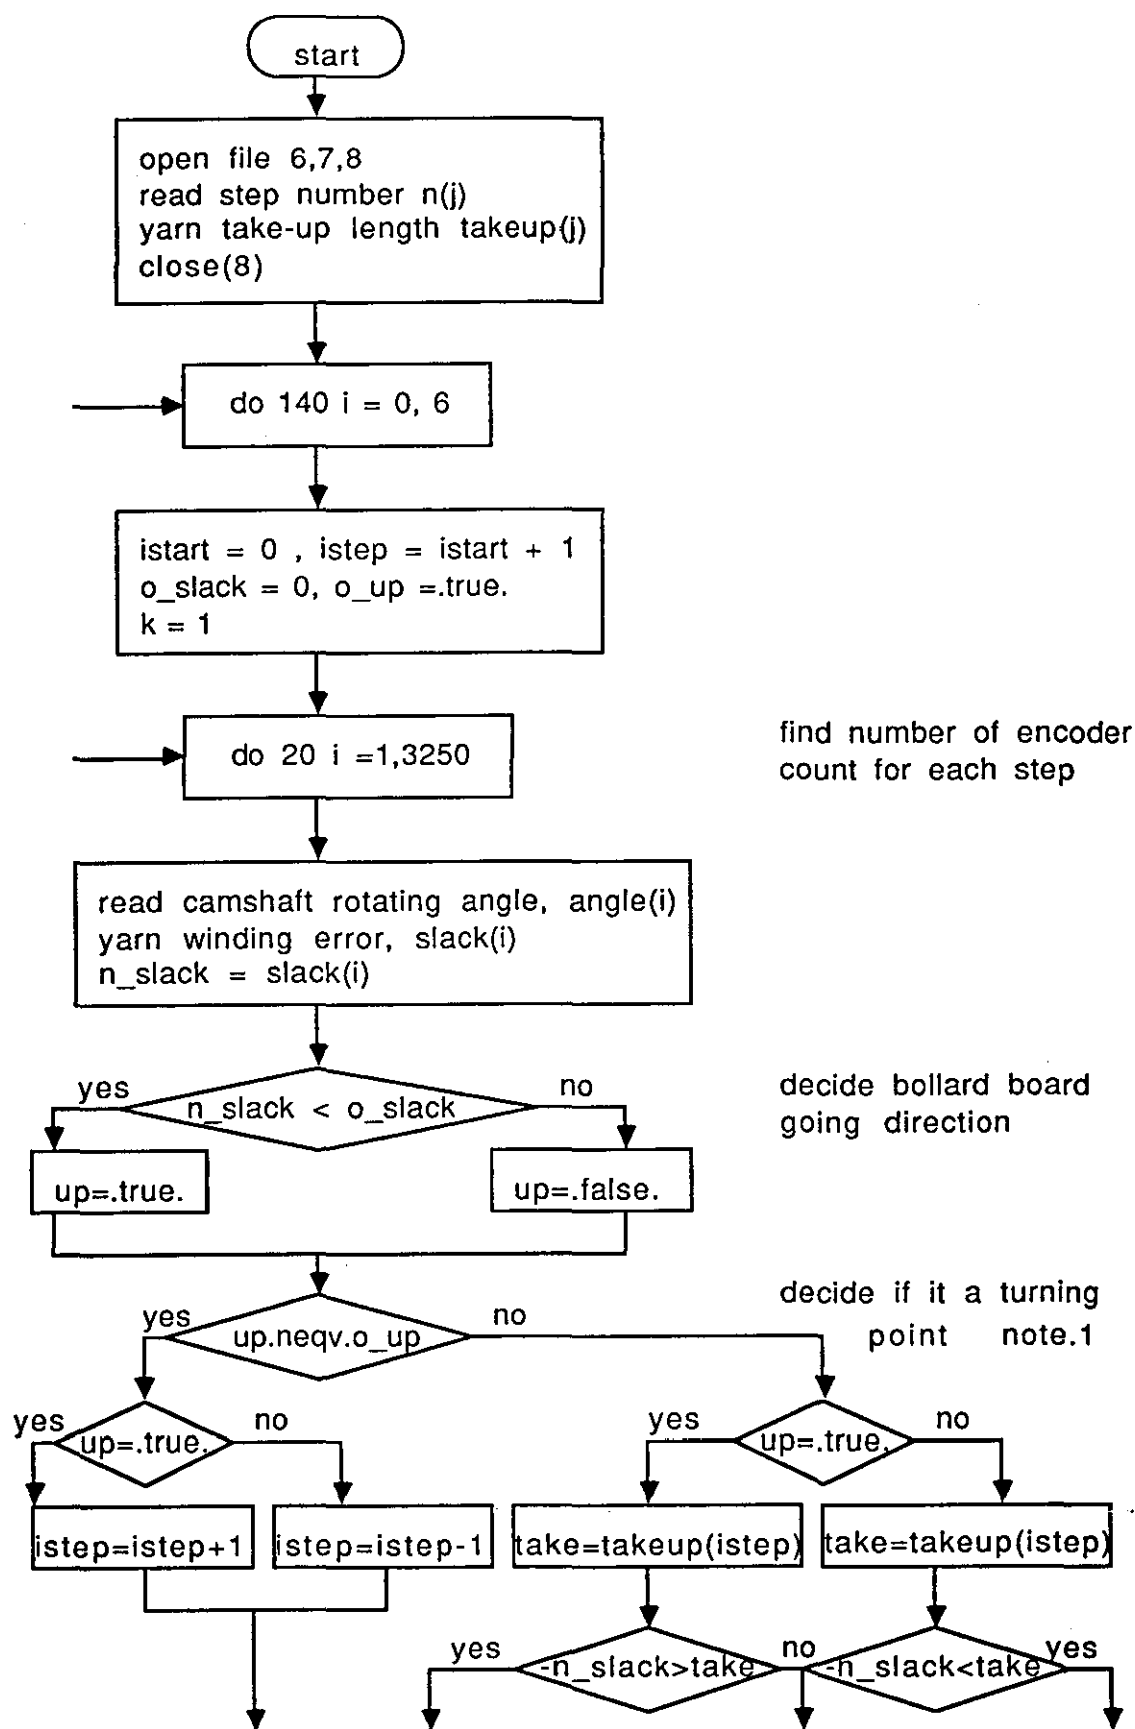 start
open file 6,7,8
read step number n(j)
yarn take-up length takeup(j)
close(8)
do 140 i = 0, 6
istart = 0 , istep = istart + 1
o_slack = 0, o_up =.true.
k = 1
do 20 i =1,3250
find number of encoder
count for each step
read camshaft rotating angle, angle(i)
yarn winding error, slack(i)
n_slack = slack(i)
yes
n_slack < o_slack
no
decide bollard board
going direction
up=.true.
up=.false.
decide if it a turning
point note.1
yes
up.neqv.o_up
no
yes
up=.true.
no
yes
up=.true.
no
istep=istep+1
istep=istep-1
take=takeup(istep)
take=takeup(istep)
yes
-n_slack>take
no
-n_slack<take
yes